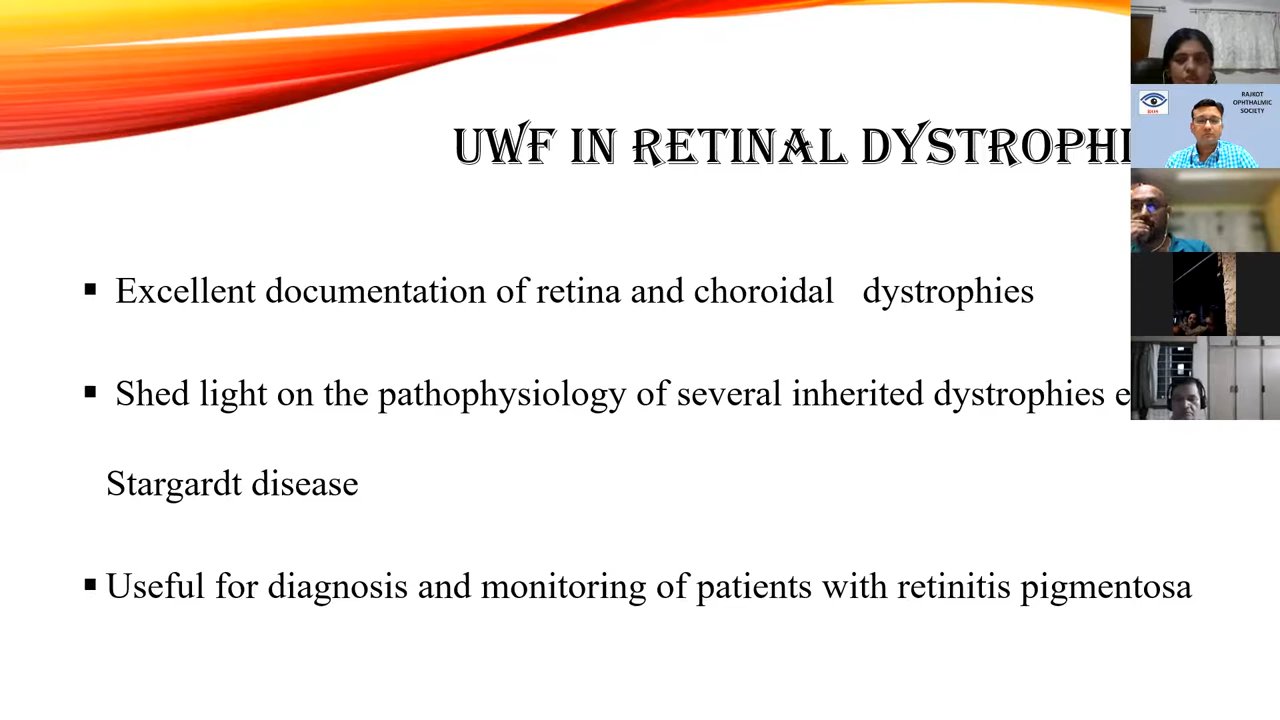 UWF IN RETINAL DYSTROPHI
▪ Excellent documentation of retina and choroidal dystrophies
▪ Shed light on the pathophysiology of several inherited dystrophies e
Stargardt disease
▪ Useful for diagnosis and monitoring of patients with retinitis pigmentosa
RAJKOT
OPHTHALMIC
SOCIETY